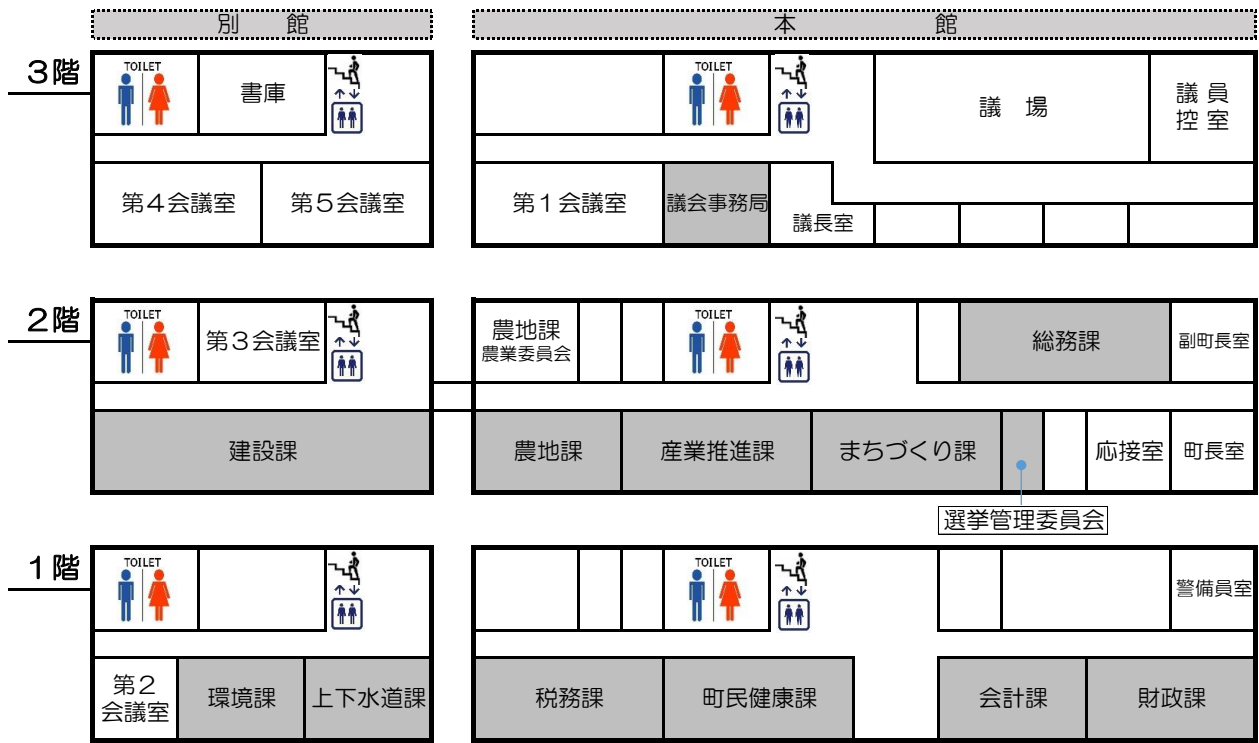 別　館
本　館
3階
TOILET
書庫
TOILET
議　場
議 員
控 室
第4会議室
第5会議室
第1会議室
議会事務局
議長室
2階
TOILET
第3会議室
農地課
農業委員会
TOILET
総務課
副町長室
建設課
農地課
産業推進課
まちづくり課
応接室
町長室
選挙管理委員会
1階
TOILET
TOILET
警備員室
第2
会議室
環境課
上下水道課
税務課
町民健康課
会計課
財政課